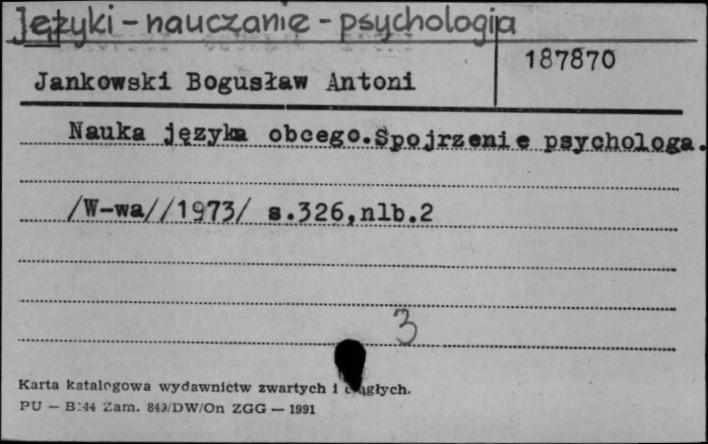 Języki - nauczanie - psychologia
187870
Jankowski Bogusław Antoni
Nauka języka obcego.Spojrzenie psychologa.
/W-wa//1973/ s.326,nlb.2
3
Karta katalogowa wydawnictw zwartych i ciągłych.
PU — B:44 Zam. 849/DW/On ZGG — 1991